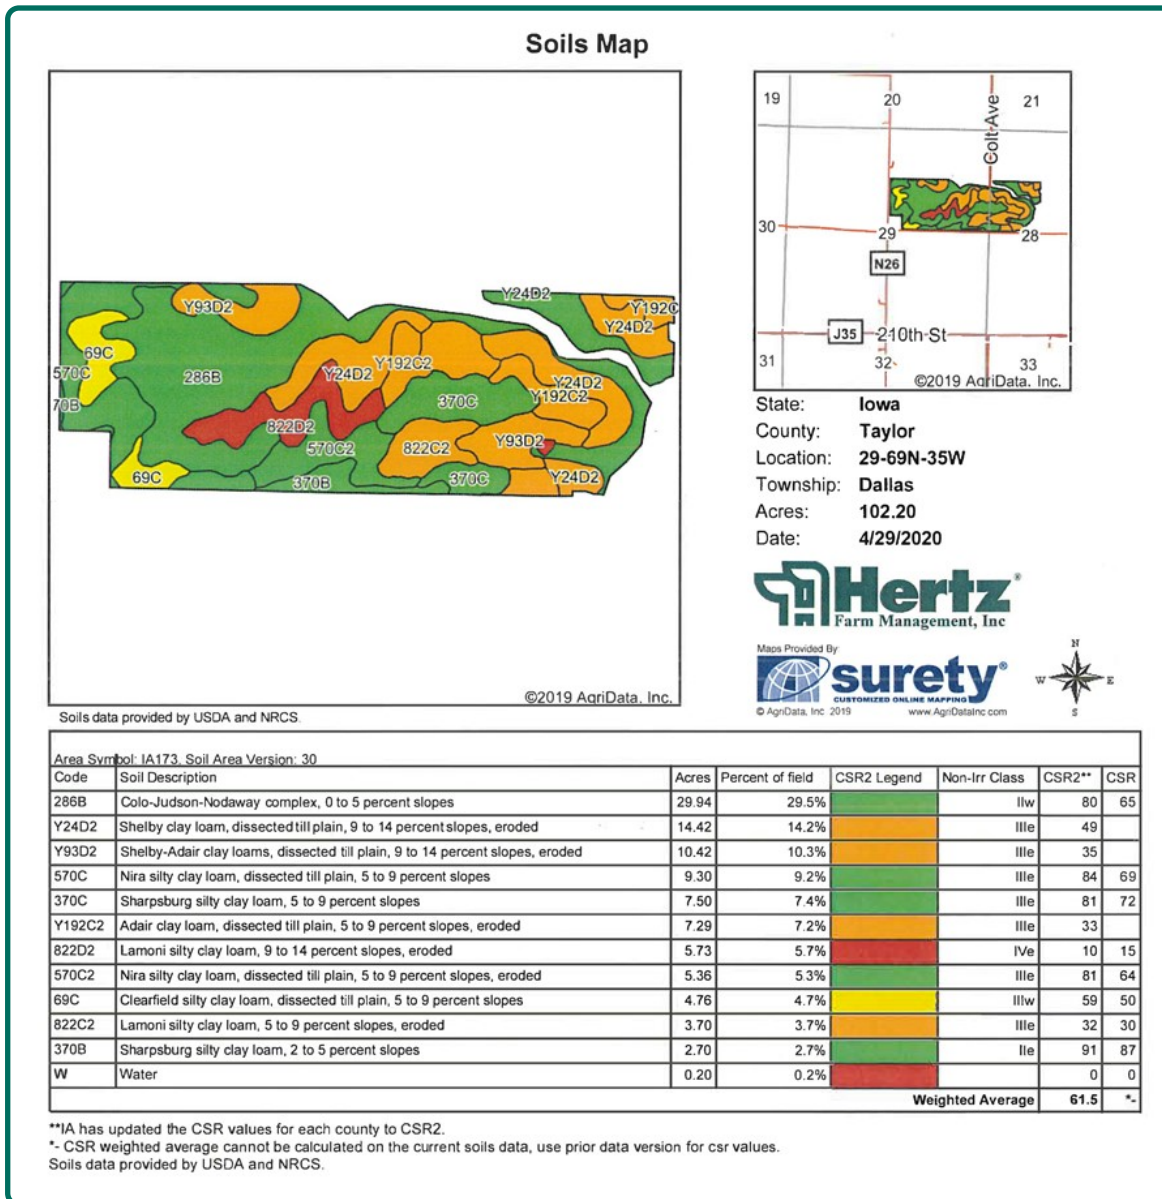 Soils Map
Y24D2
Y93D2
Y192C
Y24D2
69C
570C
Y192C2
Y24D2
286B
Y24D2
Y192C2
70B
370C
822D2
570C2
822C2
Y93D2
69C
370B
370C
Y24D2
©2019 AgriData, Inc.
Soils data provided by USDA and NRCS.
19
20
21
Colt Ave
30
29
28
N26
J35
210th St
31
32
33
©2019 AgriData, Inc.
State: Iowa
County: Taylor
Location: 29-69N-35W
Township: Dallas
Acres: 102.20
Date: 4/29/2020
Hertz®
Farm Management, Inc
Maps Provided By
surety®
CUSTOMIZED ONLINE MAPPING
© AgriData, Inc 2019 www.AgriDataInc.com
N
W E
S
Area Symbol: IA173, Soil Area Version: 30
Code Soil Description Acres Percent of field CSR2 Legend Non-Irr Class CSR2** CSR
286B Colo-Judson-Nodaway complex, 0 to 5 percent slopes 29.94 29.5% IIw 80 65
Y24D2 Shelby clay loam, dissected till plain, 9 to 14 percent slopes, eroded 14.42 14.2% IIIe 49
Y93D2 Shelby-Adair clay loams, dissected till plain, 9 to 14 percent slopes, eroded 10.42 10.3% IIIe 35
570C Nira silty clay loam, dissected till plain, 5 to 9 percent slopes 9.30 9.2% IIIe 84 69
370C Sharpsburg silty clay loam, 5 to 9 percent slopes 7.50 7.4% IIIe 81 72
Y192C2 Adair clay loam, dissected till plain, 5 to 9 percent slopes, eroded 7.29 7.2% IIIe 33
822D2 Lamoni silty clay loam, 9 to 14 percent slopes, eroded 5.73 5.7% IVe 10 15
570C2 Nira silty clay loam, dissected till plain, 5 to 9 percent slopes, eroded 5.36 5.3% IIIe 81 64
69C Clearfield silty clay loam, dissected till plain, 5 to 9 percent slopes 4.76 4.7% IIIw 59 50
822C2 Lamoni silty clay loam, 5 to 9 percent slopes, eroded 3.70 3.7% IIIe 32 30
370B Sharpsburg silty clay loam, 2 to 5 percent slopes 2.70 2.7% IIe 91 87
W Water 0.20 0.2% 0 0
Weighted Average 61.5 *-
**IA has updated the CSR values for each county to CSR2.
*- CSR weighted average cannot be calculated on the current soils data, use prior data version for csr values.
Soils data provided by USDA and NRCS.